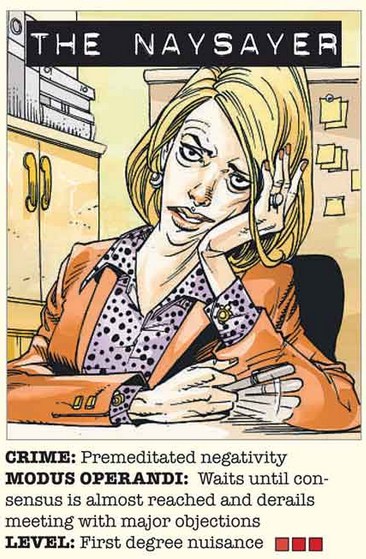 THE NAYSAYER
CRIME: Premeditated negativity
MODUS OPERANDI: Waits until con-
sensus is almost reached and derails
meeting with major objections
LEVEL: First degree nuisance